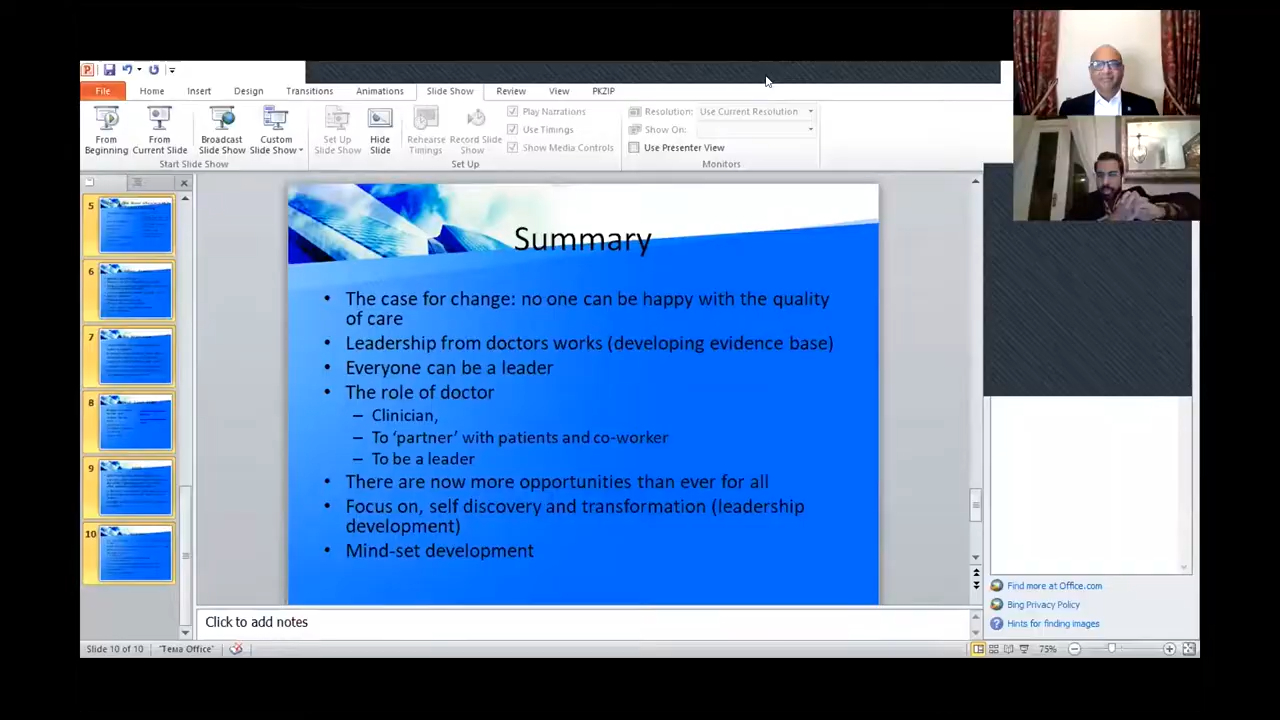 File Home Insert Design Transitions Animations Slide Show Review View PKZIP
From Beginning
From Current Slide
Broadcast Slide Show
Custom Slide Show
Start Slide Show
Set Up Slide Show
Hide Slide
Rehearse Timings
Record Slide Show
Play Narrations
Use Timings
Show Media Controls
Set Up
Resolution: Use Current Resolution
Show On:
Use Presenter View
Monitors
5
6
7
8
9
10
Summary
• The case for change: no one can be happy with the quality
of care
• Leadership from doctors works (developing evidence base)
• Everyone can be a leader
• The role of doctor
– Clinician,
– To ‘partner’ with patients and co-worker
– To be a leader
• There are now more opportunities than ever for all
• Focus on, self discovery and transformation (leadership
development)
• Mind-set development
Click to add notes
Find more at Office.com
Bing Privacy Policy
Hints for finding images
Slide 10 of 10 "Тема Office" 75%